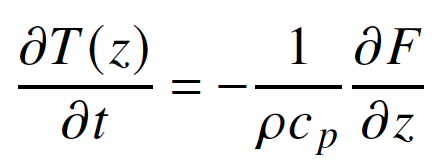 ∂T(z)/∂t = −1/(ρc_p) ∂F/∂z